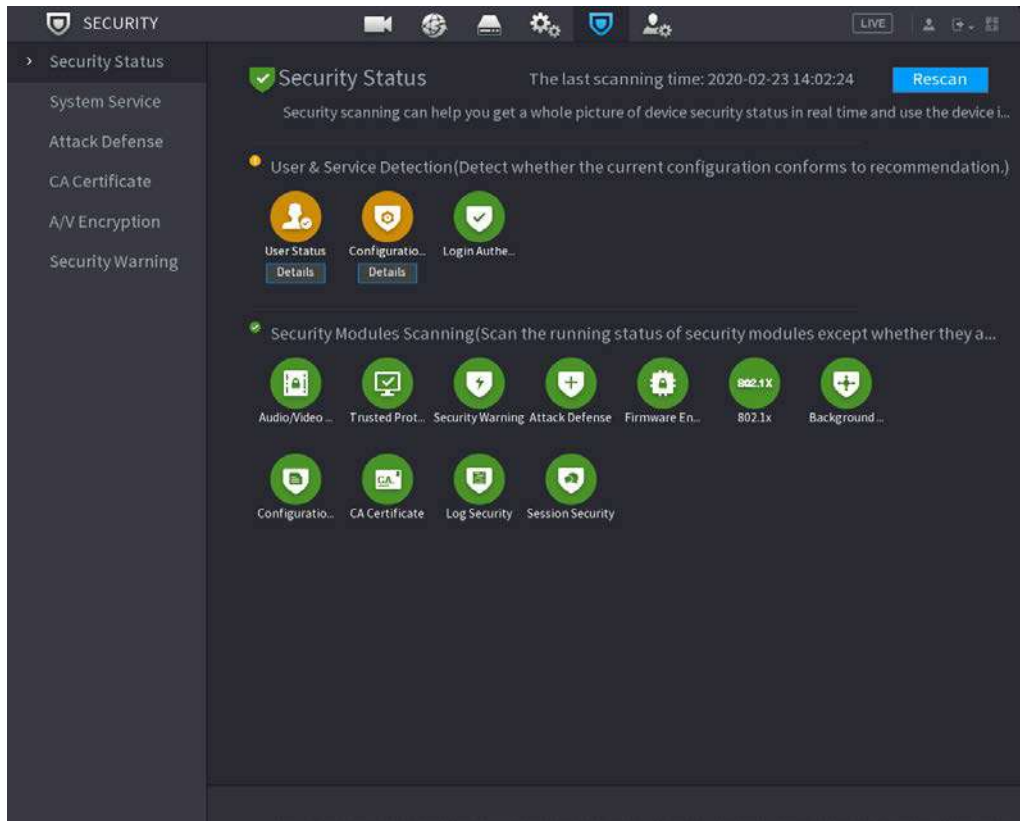 SECURITY
LIVE
Security Status
System Service
Attack Defense
CA Certificate
A/V Encryption
Security Warning
Security Status
The last scanning time: 2020-02-23 14:02:24
Rescan
Security scanning can help you get a whole picture of device security status in real time and use the device i...
User & Service Detection(Detect whether the current configuration conforms to recommendation.)
User Status
Configuratio...
Login Authe...
Details
Details
Security Modules Scanning(Scan the running status of security modules except whether they a...
802.1X
Audio/Video ...
Trusted Prot...
Security Warning
Attack Defense
Firmware En...
802.1x
Background ...
CA
Configuratio...
CA Certificate
Log Security
Session Security